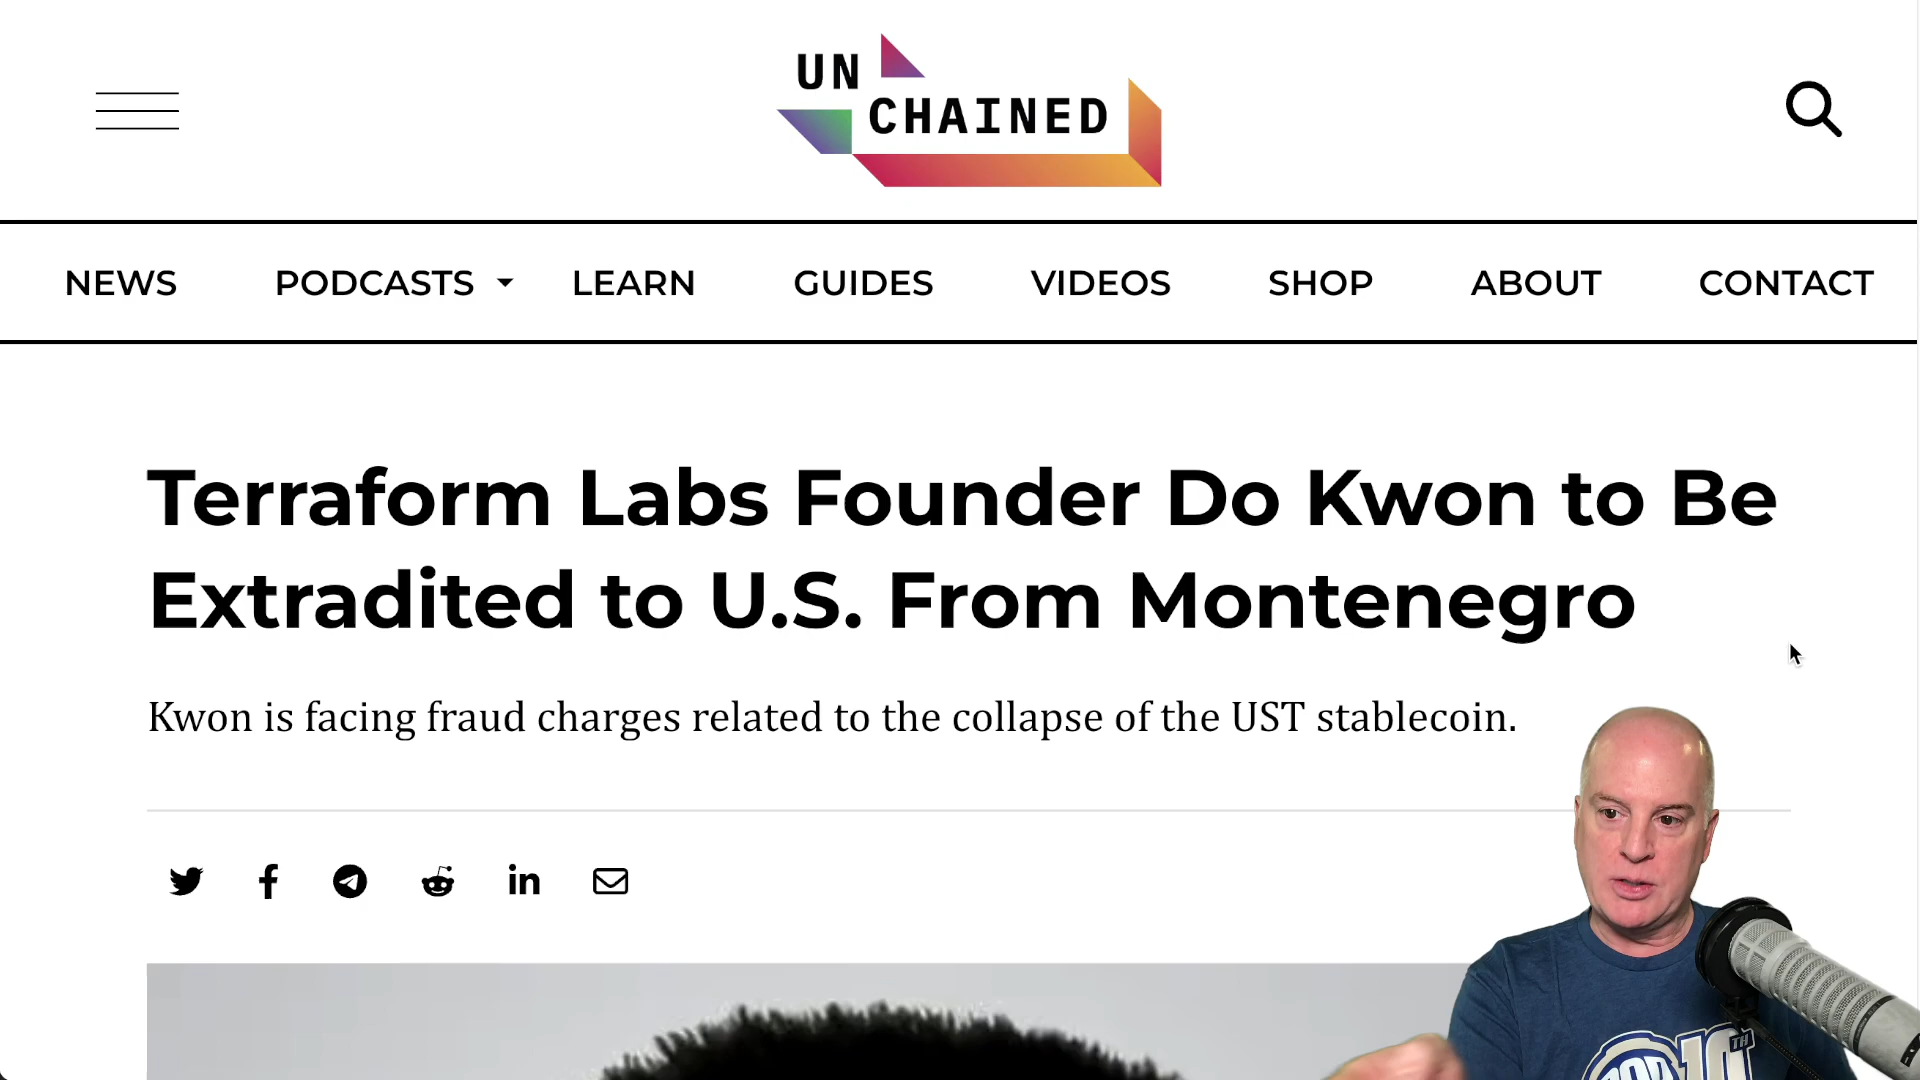 UN
CHAINED
NEWS PODCASTS LEARN GUIDES VIDEOS SHOP ABOUT CONTACT
Terraform Labs Founder Do Kwon to Be
Extradited to U.S. From Montenegro
Kwon is facing fraud charges related to the collapse of the UST stablecoin.
10TH